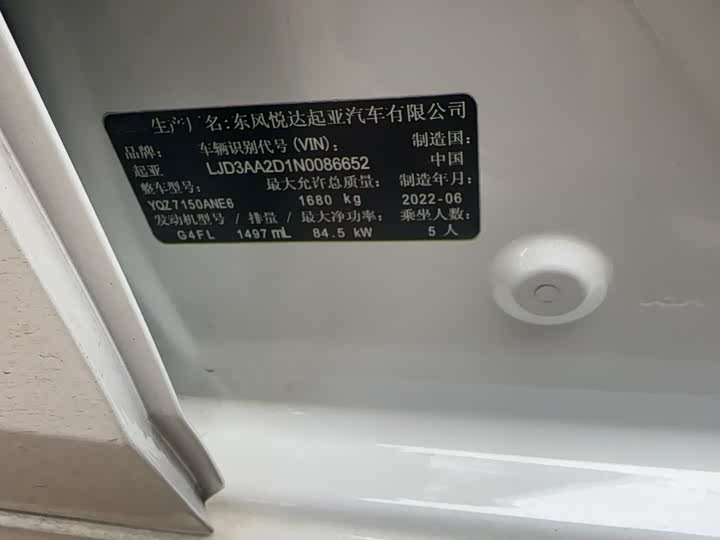 生产厂名:东风悦达起亚汽车有限公司
品牌: 车辆识别代号(VIN): 制造国:
起亚 LJD3AA2D1N0086652 中国
整车型号: 最大允许总质量: 制造年月:
YQZ7150ANE6 1680 kg 2022-06
发动机型号 / 排量 / 最大净功率: 乘坐人数:
G4FL 1497mL 84.5 kW 5人